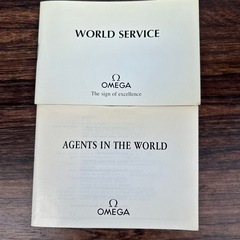 WORLD SERVICE
Ω
OMEGA
The sign of excellence
AGENTS IN THE WORLD
Ω
OMEGA